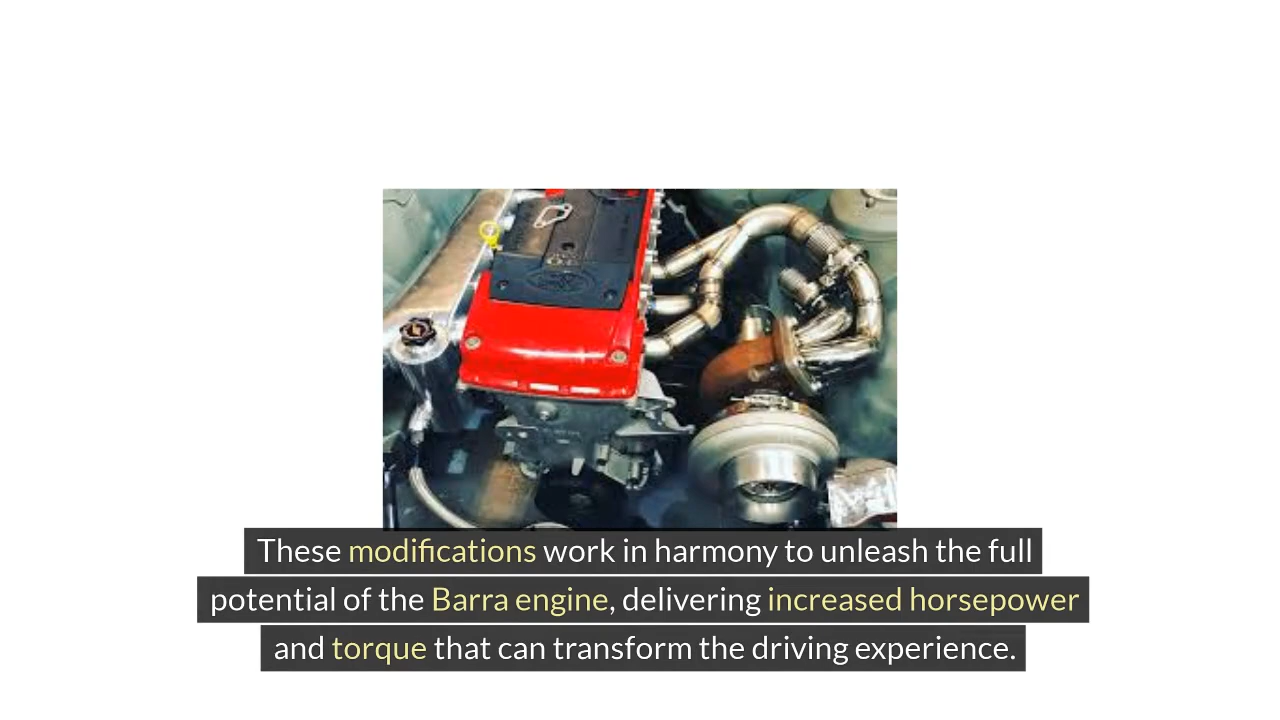 These modifications work in harmony to unleash the full
potential of the Barra engine, delivering increased horsepower
and torque that can transform the driving experience.